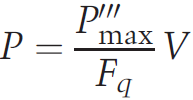 P = \frac{P'''_{\max}}{F_q} V